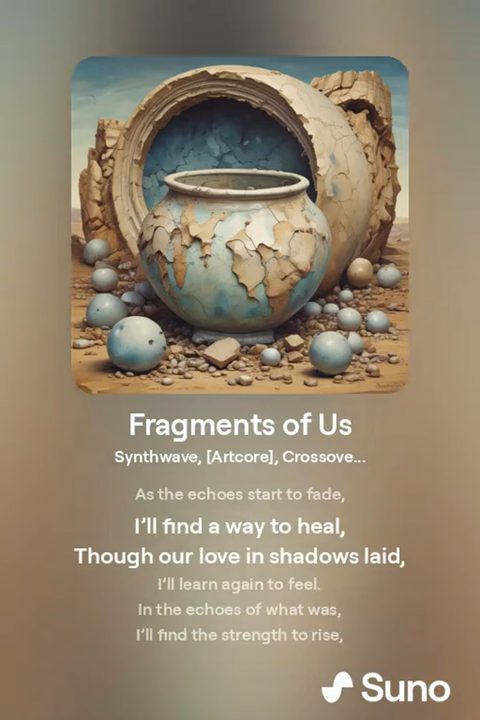 Fragments of Us
Synthwave, [Artcore], Crossove...
As the echoes start to fade,
I'll find a way to heal,
Though our love in shadows laid,
I'll learn again to feel.
In the echoes of what was,
I'll find the strength to rise,
Suno